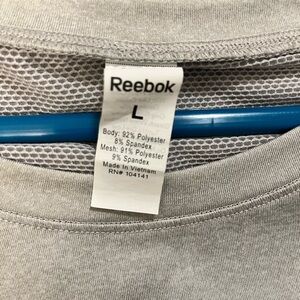 Reebok
L
Body: 92% Polyester
8% Spandex
Mesh: 91% Polyester
9% Spandex
Made In Vietnam
RN# 104141